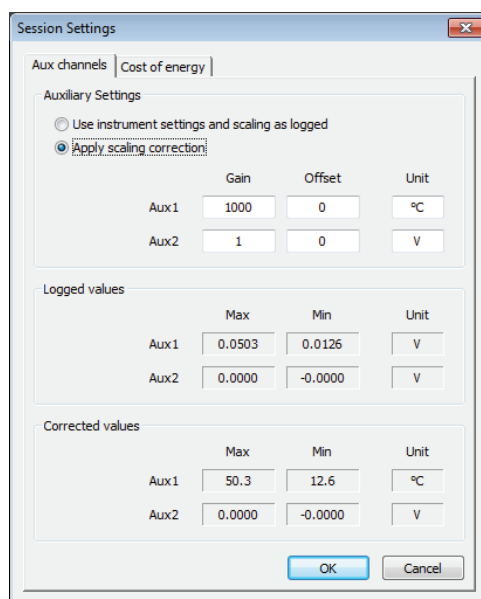 Session Settings
Aux channels Cost of energy
Auxiliary Settings
Use instrument settings and scaling as logged
Apply scaling correction
Gain Offset Unit
Aux1 1000 0 °C
Aux2 1 0 V
Logged values
Max Min Unit
Aux1 0.0503 0.0126 V
Aux2 0.0000 -0.0000 V
Corrected values
Max Min Unit
Aux1 50.3 12.6 °C
Aux2 0.0000 -0.0000 V
OK Cancel